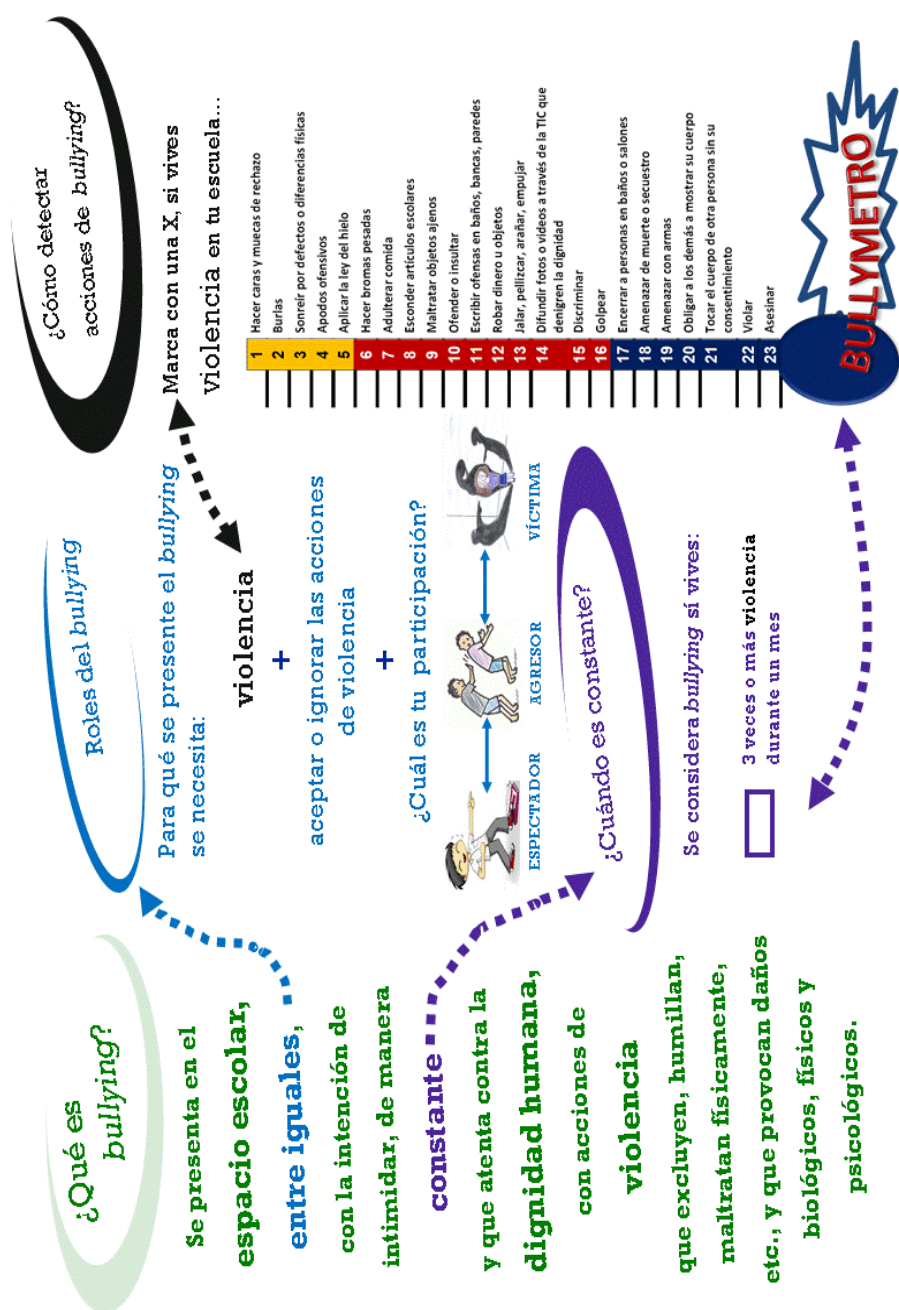 ¿Qué es
bullying?
Se presenta en el
espacio escolar,
entre iguales,
con la intención de
intimidar, de manera
constante
y que atenta contra la
dignidad humana,
con acciones de
violencia
que excluyen, humillan,
maltratan físicamente,
etc., y que provocan daños
biológicos, físicos y
psicológicos.
Roles del bullying
Para qué se presente el bullying
se necesita:
violencia
+
aceptar o ignorar las acciones
de violencia
+
¿Cuál es tu participación?
ESPECTADOR
AGRESOR
VÍCTIMA
¿Cuándo es constante?
Se considera bullying sí vives:
3 veces o más violencia
durante un mes
¿Cómo detectar
acciones de bullying?
Marca con una X, si vives
violencia en tu escuela...
1 Hacer caras y muecas de rechazo
2 Burlas
3 Sonreír por defectos o diferencias físicas
4 Apodos ofensivos
5 Aplicar la ley del hielo
6 Hacer bromas pesadas
7 Adulterar comida
8 Esconder artículos escolares
9 Maltratar objetos ajenos
10 Ofender o insultar
11 Escribir ofensas en baños, bancas, paredes
12 Robar dinero u objetos
13 Jalar, pellizcar, arañar, empujar
14 Difundir fotos o videos a través de la TIC que
denigren la dignidad
15 Discriminar
16 Golpear
17 Encerrar a personas en baños o salones
18 Amenazar de muerte o secuestro
19 Amenazar con armas
20 Obligar a los demás a mostrar su cuerpo
21 Tocar el cuerpo de otra persona sin su
consentimiento
22 Violar
23 Asesinar
BULLYMETRO